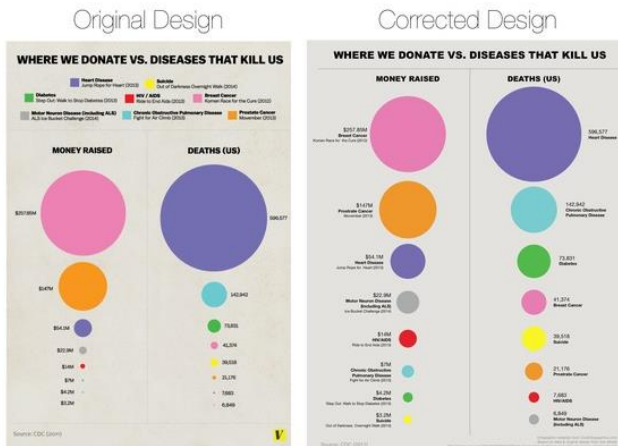 Original Design
Corrected Design
WHERE WE DONATE VS. DISEASES THAT KILL US
Heart Disease
Jump Rope for Heart (2013)
Suicide
Out of Darkness Overnight Walk (2014)
Diabetes
Step Out: Walk to Stop Diabetes (2013)
HIV / AIDS
Ride to End Aids (2013)
Breast Cancer
Komen Race for the Cure (2012)
Motor Neuron Disease (including ALS)
ALS Ice Bucket Challenge (2014)
Chronic Obstructive Pulmonary Disease
Fight for Air Climb (2013)
Prostate Cancer
Movember (2013)
MONEY RAISED
DEATHS (US)
$257.85M
596,577
$147M
142,942
$54.1M
73,831
$22.9M
41,374
$14M
39,518
$7M
21,176
$4.2M
7,683
$3.2M
6,849
Source: CDC (2011)
V
WHERE WE DONATE VS. DISEASES THAT KILL US
MONEY RAISED
DEATHS (US)
$257.85M
Breast Cancer
Komen Race for the Cure (2012)
596,577
Heart Disease
$147M
Prostrate Cancer
Movember (2013)
142,942
Chronic Obstructive
Pulmonary Disease
$54.1M
Heart Disease
Jump Rope for Heart (2013)
73,831
Diabetes
$22.9M
Motor Neuron Disease
(including ALS)
Ice Bucket Challenge (2014)
41,374
Breast Cancer
$14M
HIV/AIDS
Ride to End Aids (2013)
39,518
Suicide
$7M
Chronic Obstructive
Pulmonary Disease
Fight for Air Climb (2013)
21,176
Prostrate Cancer
$4.2M
Diabetes
Step Out: Walk to Stop Diabetes (2013)
7,683
HIV/AIDS
$3.2M
Suicide
Out of Darkness Overnight Walk (2014)
6,849
Motor Neuron Disease
(including ALS)
Source: CDC (2011)